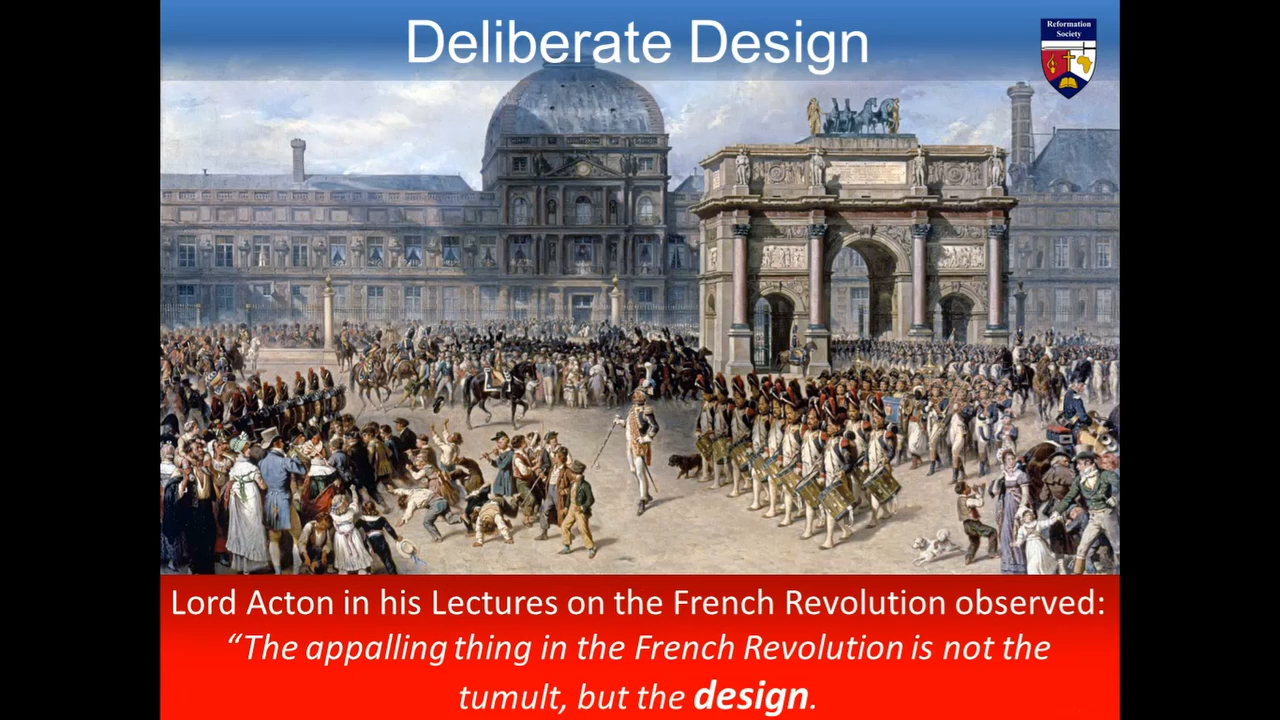 Deliberate Design
Reformation
Society
Lord Acton in his Lectures on the French Revolution observed:
“The appalling thing in the French Revolution is not the
tumult, but the design.